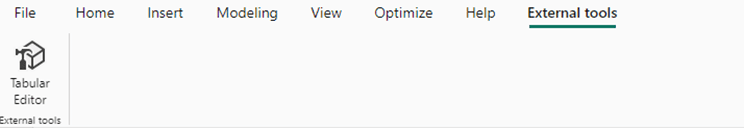 File Home Insert Modeling View Optimize Help External tools
Tabular
Editor
External tools